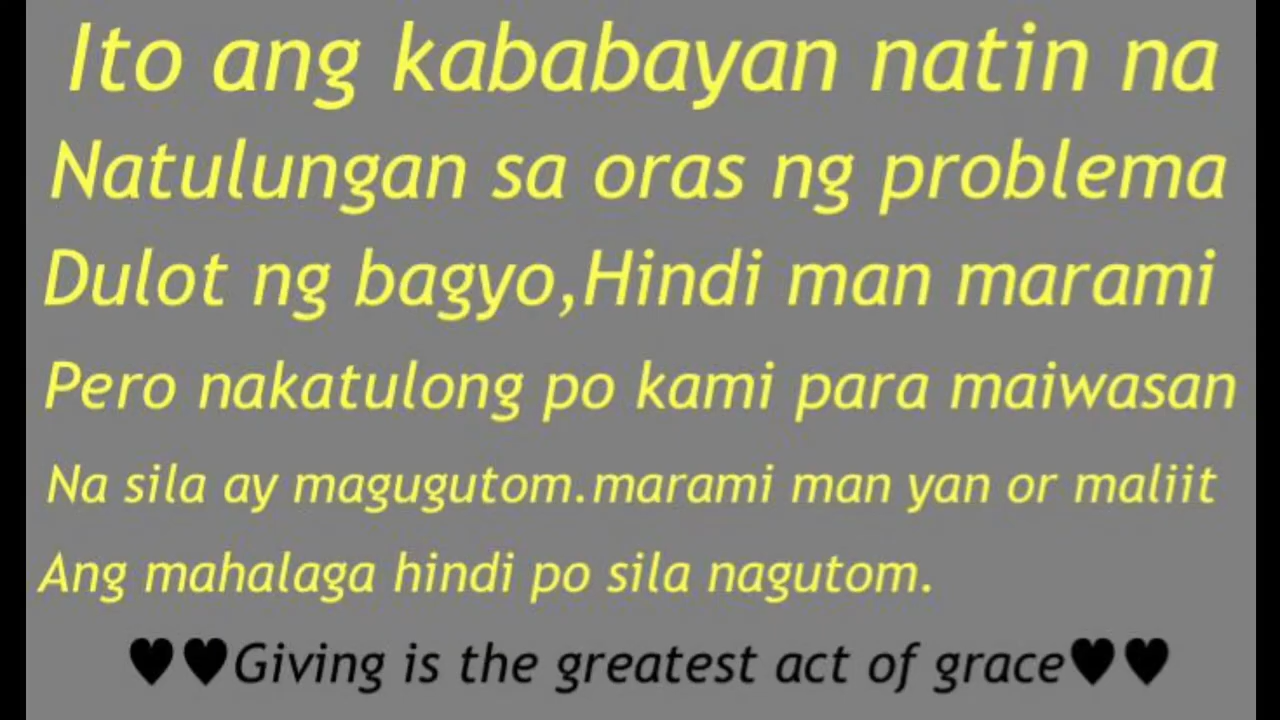 Ito ang kababayan natin na
Natulungan sa oras ng problema
Dulot ng bagyo,Hindi man marami
Pero nakatulong po kami para maiwasan
Na sila ay magugutom.marami man yan or maliit
Ang mahalaga hindi po sila nagutom.
♥♥Giving is the greatest act of grace♥♥